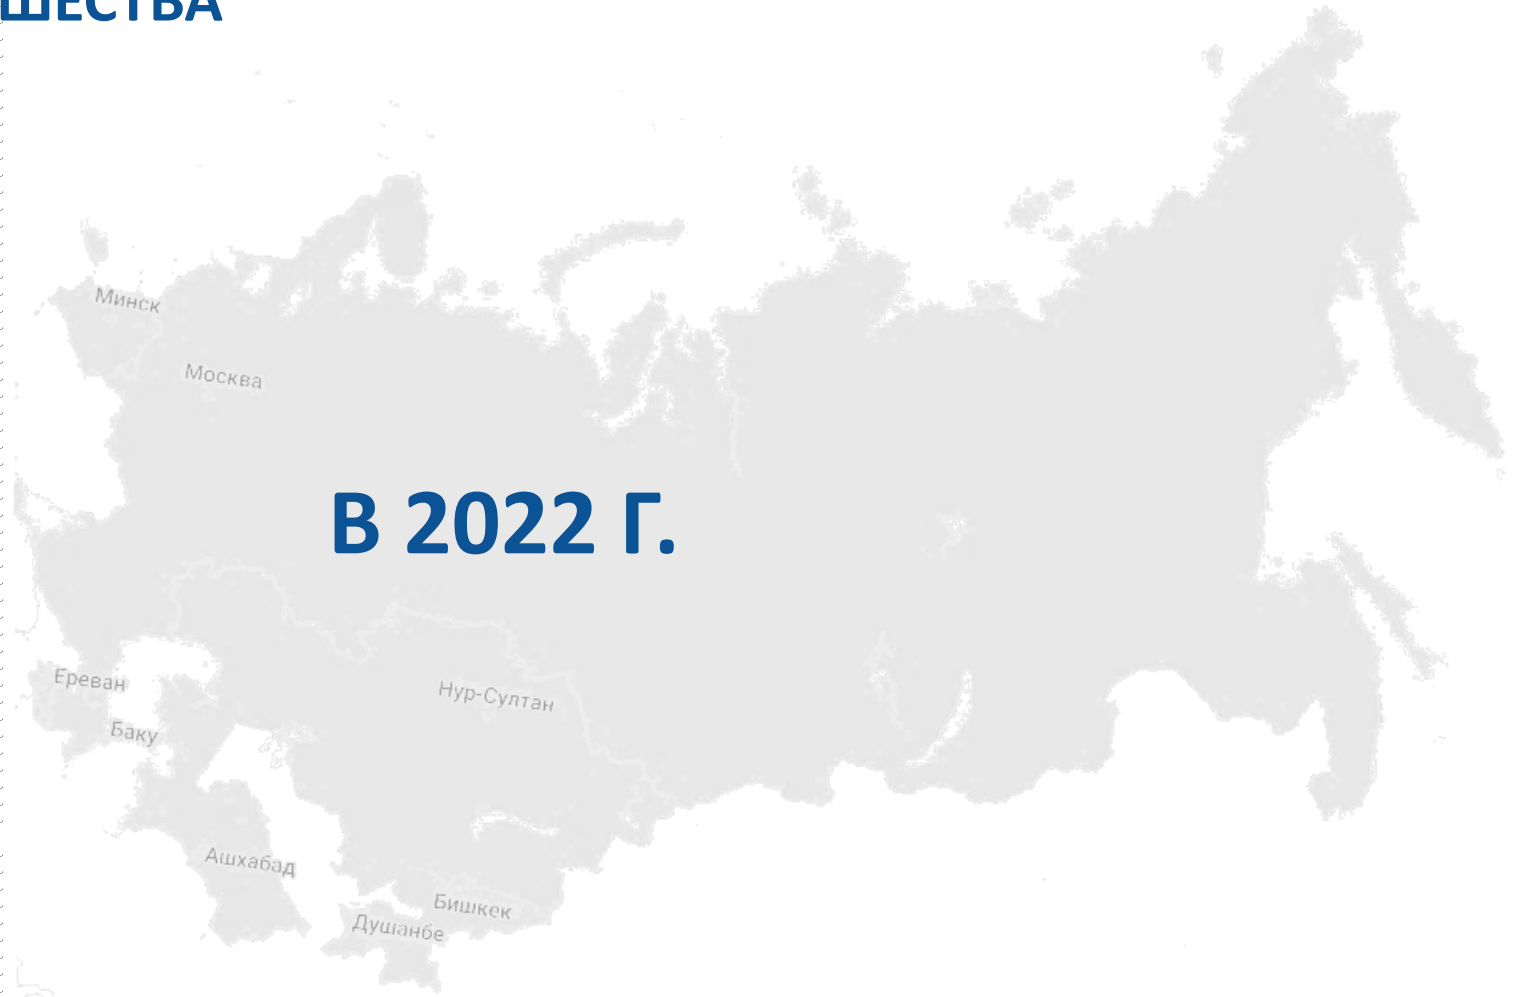 ШЕСТВА
Минск
Москва
В 2022 Г.
Ереван
Нур-Султан
Баку
Ашхабад
Бишкек
Душанбе